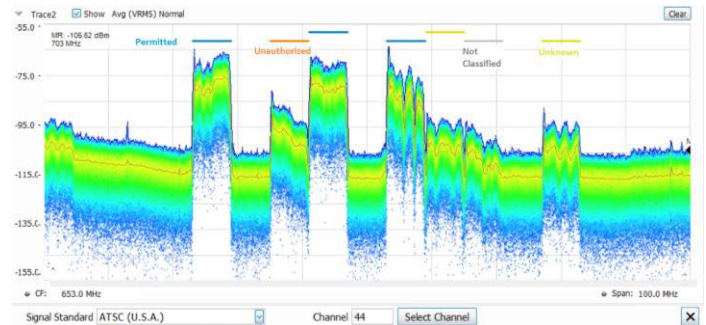 Trace2 Show Avg (VRMS) Normal Clear
-55.0
MR: -106.62 dBm
703 MHz
Permitted
Unauthorized
Not
Classified
Unknown
-75.0
-95.0
-115.0
-135.0
-155.0
CF: 653.0 MHz Span: 100.0 MHz
Signal Standard ATSC (U.S.A.) Channel 44 Select Channel X